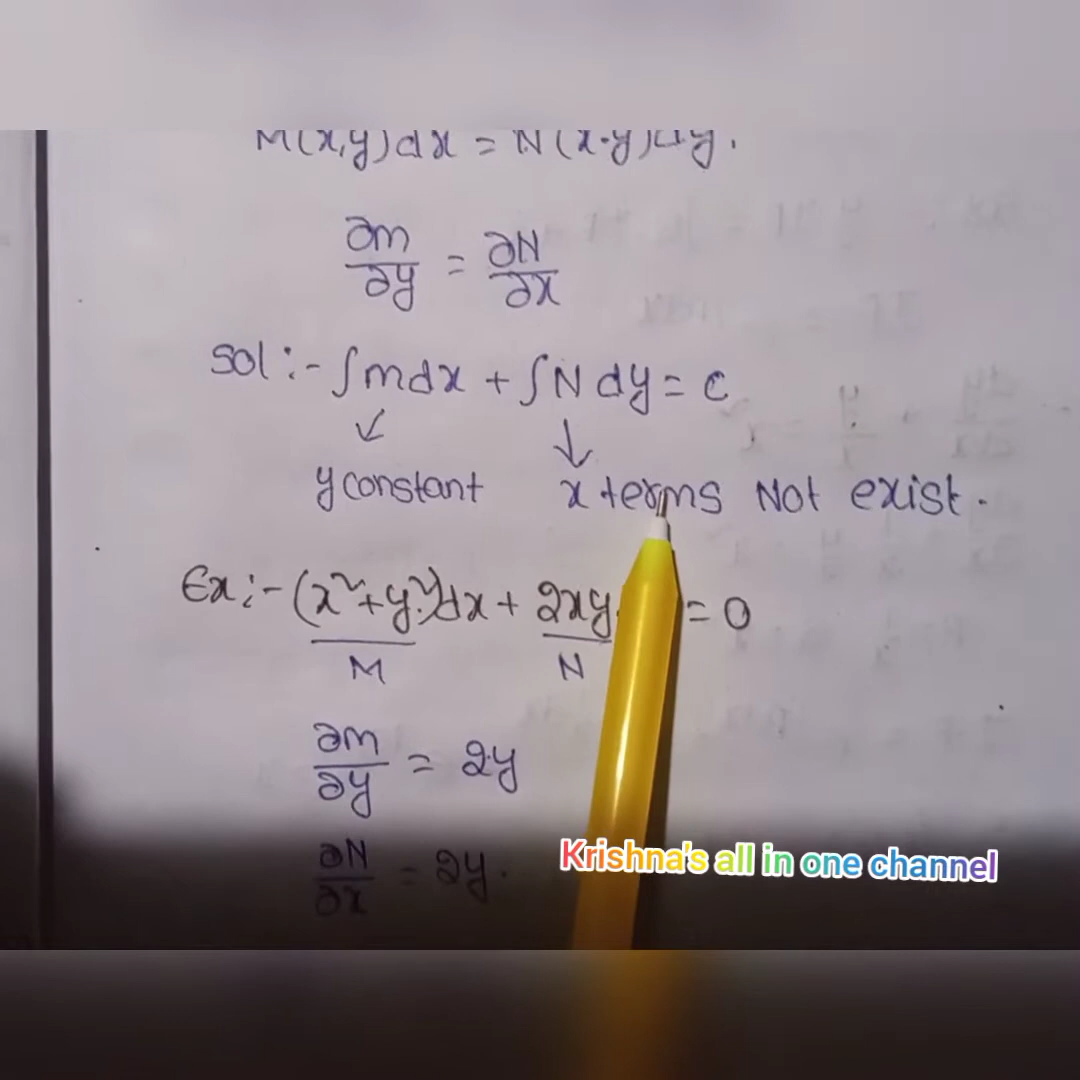 M(x,y)dx = N(x.y)dy.
∂m/∂y = ∂N/∂x
Sol :- ∫mdx + ∫N dy = c
↙ ↓
y constant x terms Not exist.
Ex :- (x²+y²)dx + 2xy = 0
M N
∂m/∂y = 2y
∂N/∂x = 2y.
Krishna's all in one channel